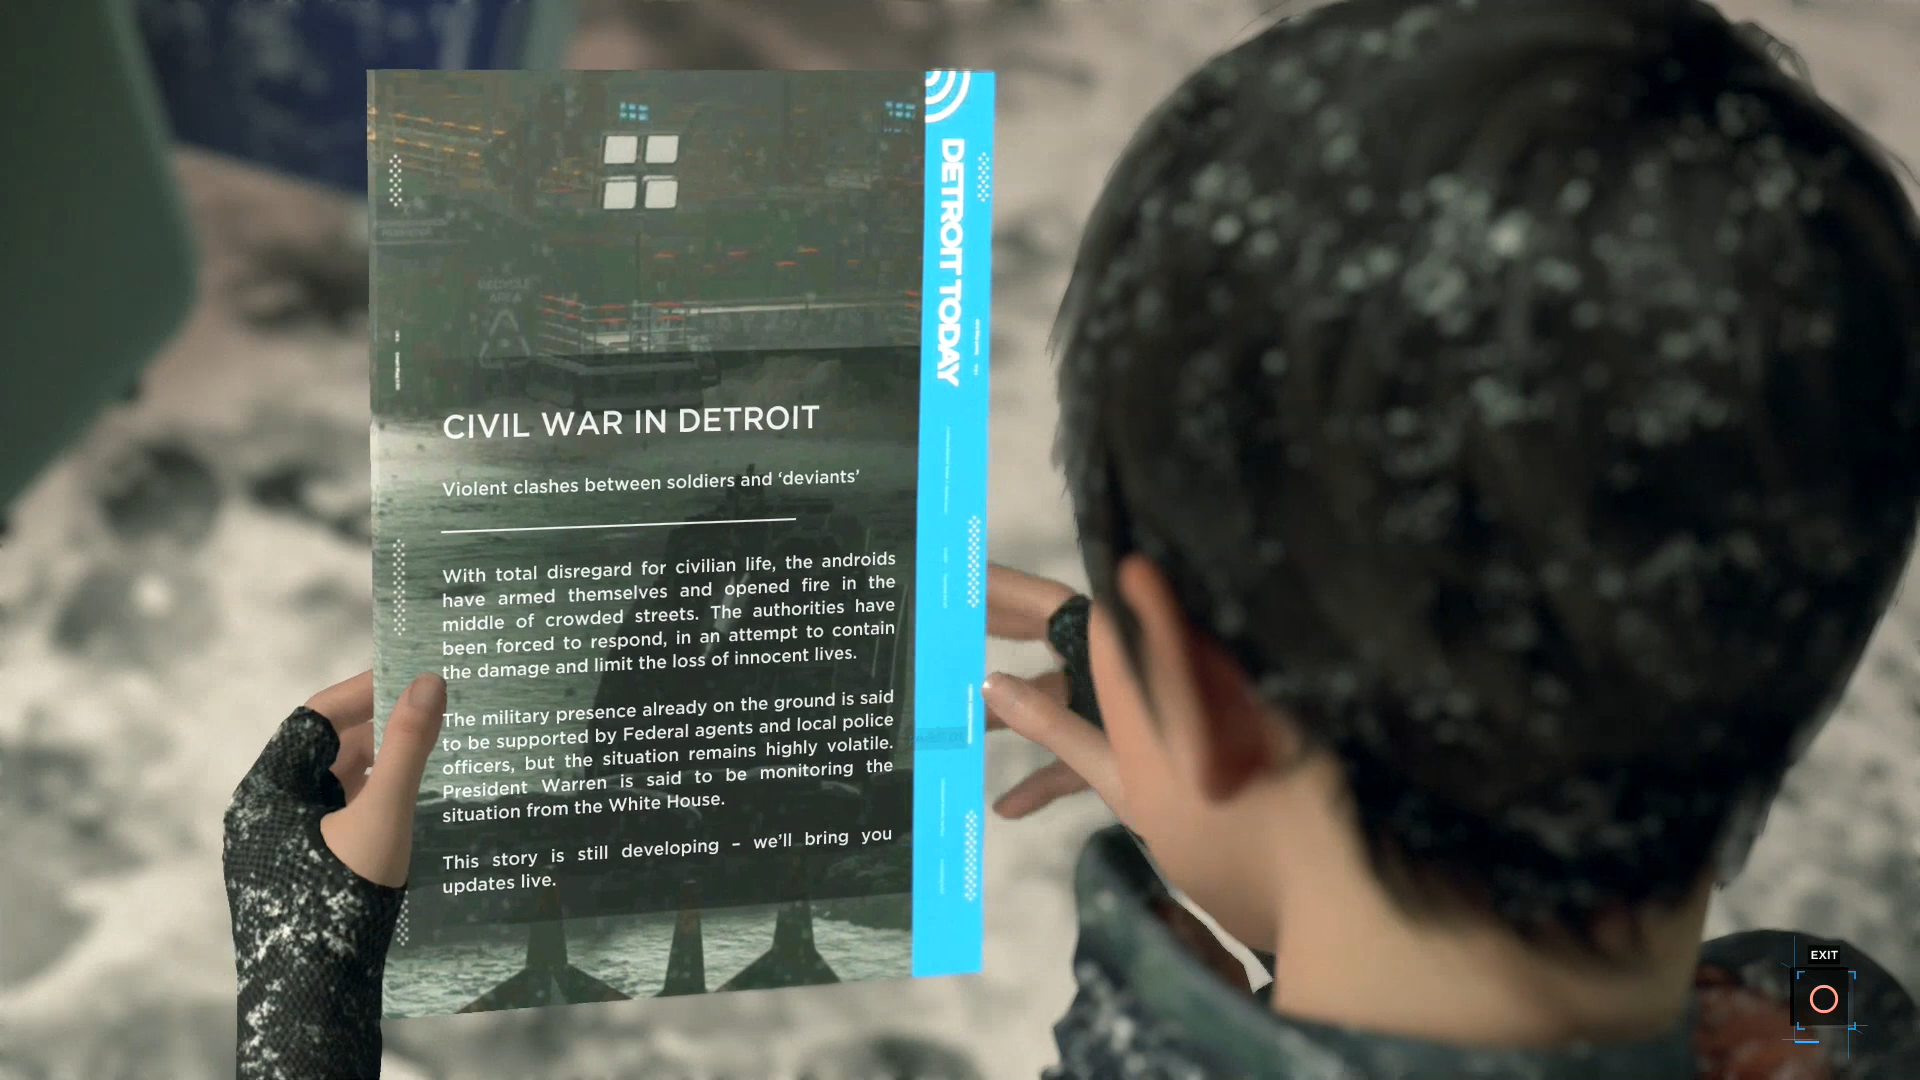 RECYCLE
AREA
CIVIL WAR IN DETROIT
Violent clashes between soldiers and ‘deviants’
With total disregard for civilian life, the androids
have armed themselves and opened fire in the
middle of crowded streets. The authorities have
been forced to respond, in an attempt to contain
the damage and limit the loss of innocent lives.
The military presence already on the ground is said
to be supported by Federal agents and local police
officers, but the situation remains highly volatile.
President Warren is said to be monitoring the
situation from the White House.
This story is still developing – we’ll bring you
updates live.
DETROIT TODAY
EXIT